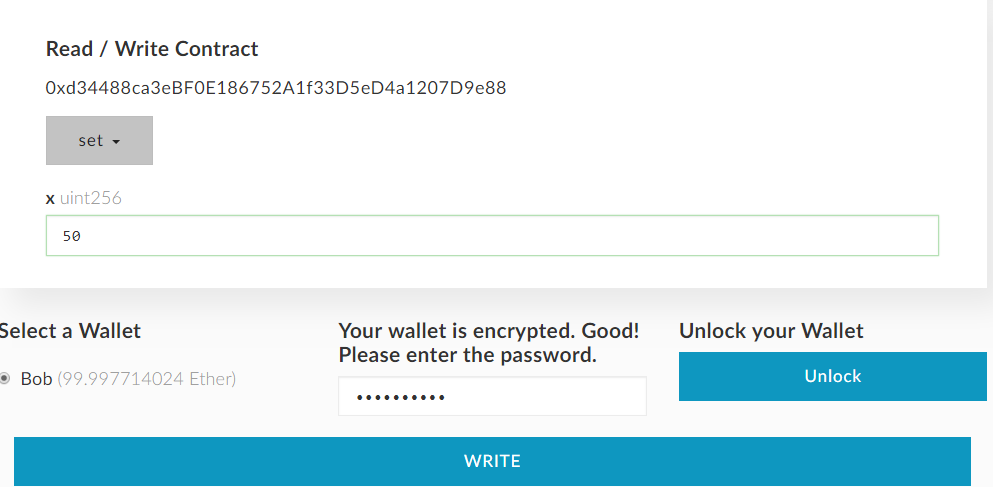 Read / Write Contract
0xd34488ca3eBF0E186752A1f33D5eD4a1207D9e88
set
x uint256
50
Select a Wallet
Bob (99.997714024 Ether)
Your wallet is encrypted. Good!
Please enter the password.
••••••••••
Unlock your Wallet
Unlock
WRITE